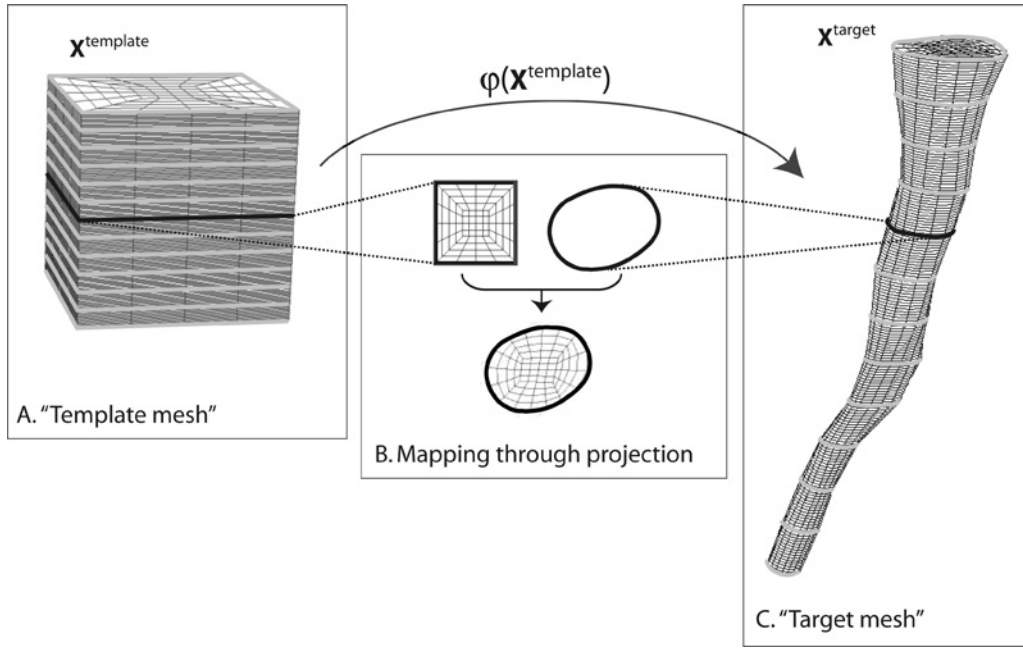 X^template
φ(X^template)
X^target
A. “Template mesh”
B. Mapping through projection
C. “Target mesh”